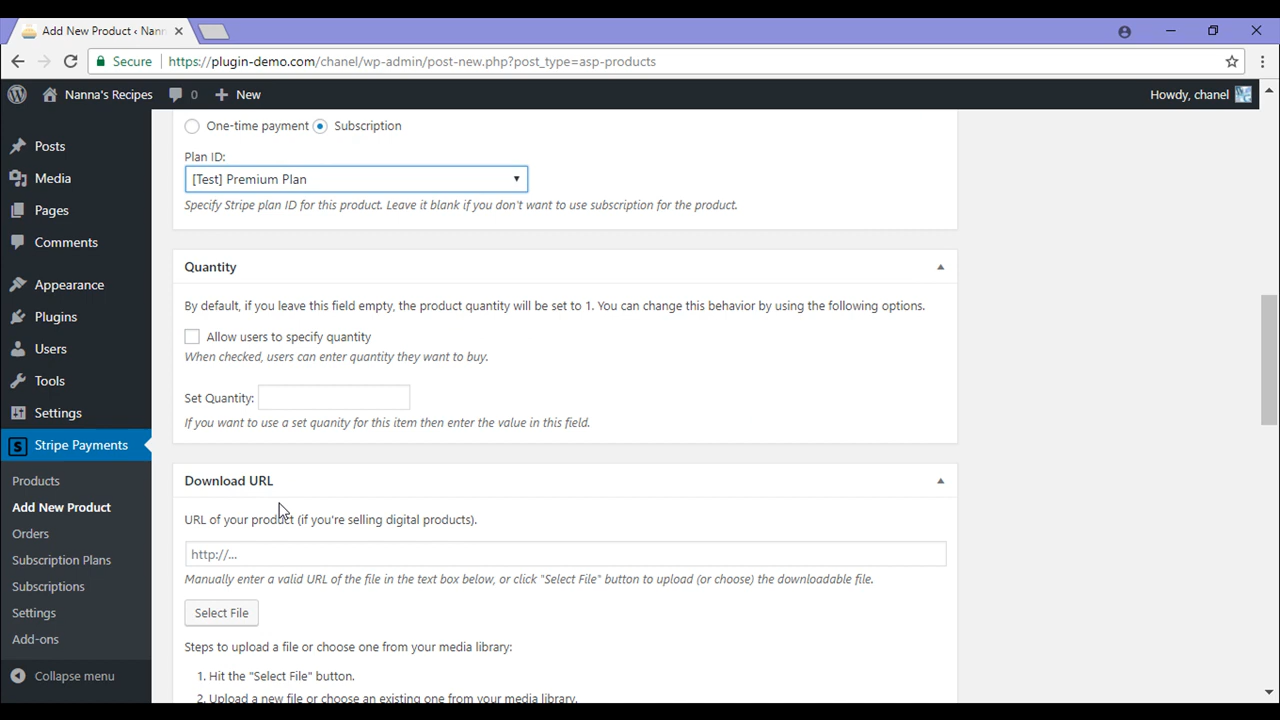 Add New Product ‹ Nann
Secure
https://plugin-demo.com/chanel/wp-admin/post-new.php?post_type=asp-products
Nanna's Recipes
0
New
Howdy, chanel
Posts
Media
Pages
Comments
Appearance
Plugins
Users
Tools
Settings
S
Stripe Payments
Products
Add New Product
Orders
Subscription Plans
Subscriptions
Settings
Add-ons
Collapse menu
One-time payment
Subscription
Plan ID:
[Test] Premium Plan
Specify Stripe plan ID for this product. Leave it blank if you don't want to use subscription for the product.
Quantity
By default, if you leave this field empty, the product quantity will be set to 1. You can change this behavior by using the following options.
Allow users to specify quantity
When checked, users can enter quantity they want to buy.
Set Quantity:
If you want to use a set quanity for this item then enter the value in this field.
Download URL
URL of your product (if you're selling digital products).
http://...
Manually enter a valid URL of the file in the text box below, or click "Select File" button to upload (or choose) the downloadable file.
Select File
Steps to upload a file or choose one from your media library:
1. Hit the "Select File" button.
2. Upload a new file or choose an existing one from your media library.